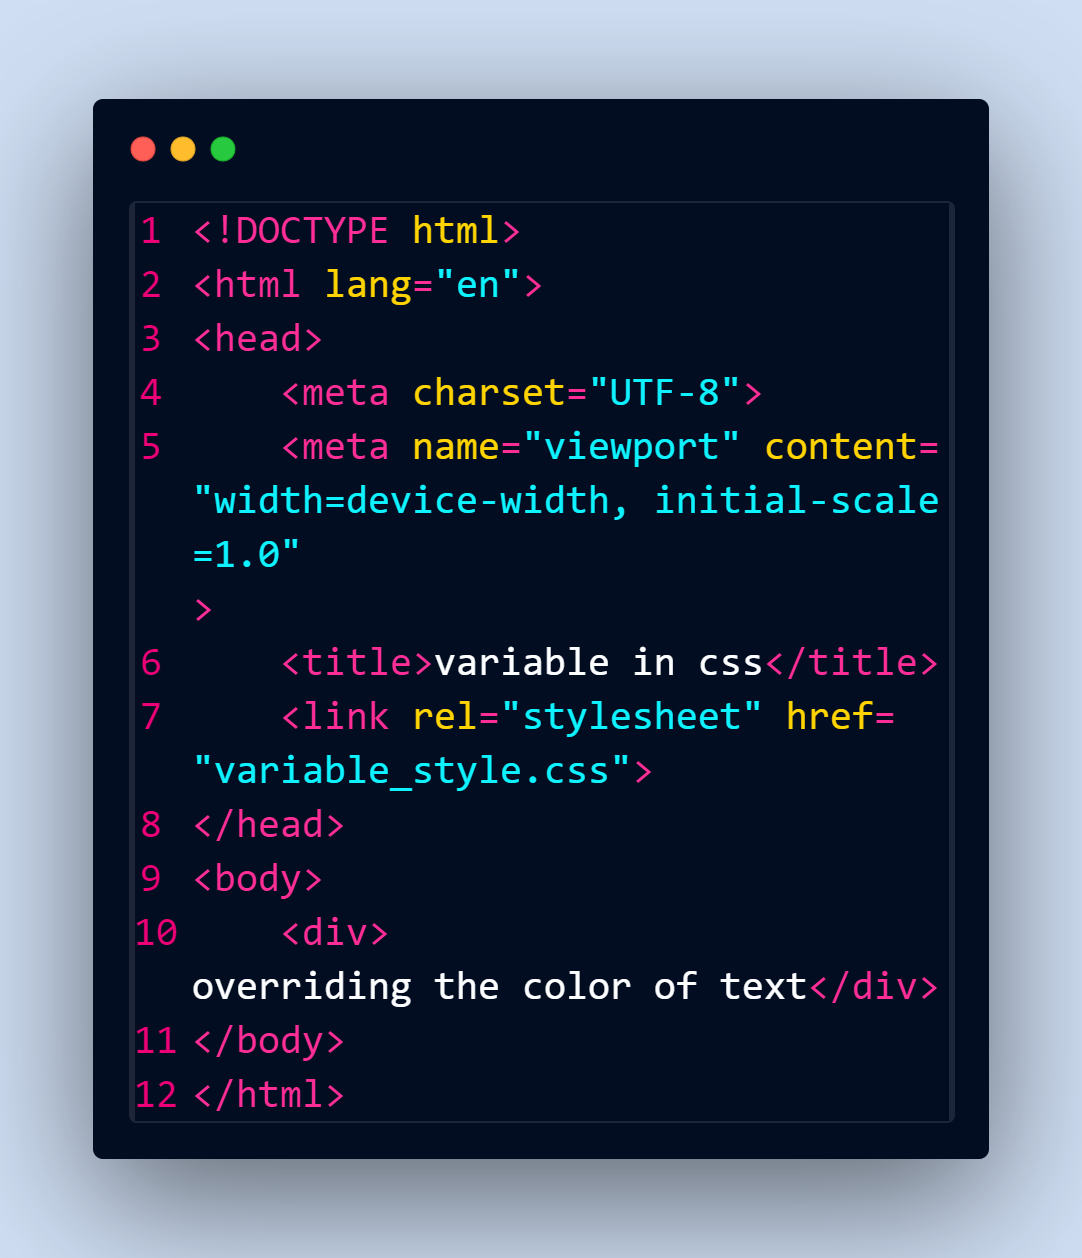 1 <!DOCTYPE html>
2 <html lang="en">
3 <head>
4     <meta charset="UTF-8">
5     <meta name="viewport" content=
"width=device-width, initial-scale
=1.0"
>
6     <title>variable in css</title>
7     <link rel="stylesheet" href=
"variable_style.css">
8 </head>
9 <body>
10     <div>
overriding the color of text</div>
11 </body>
12 </html>